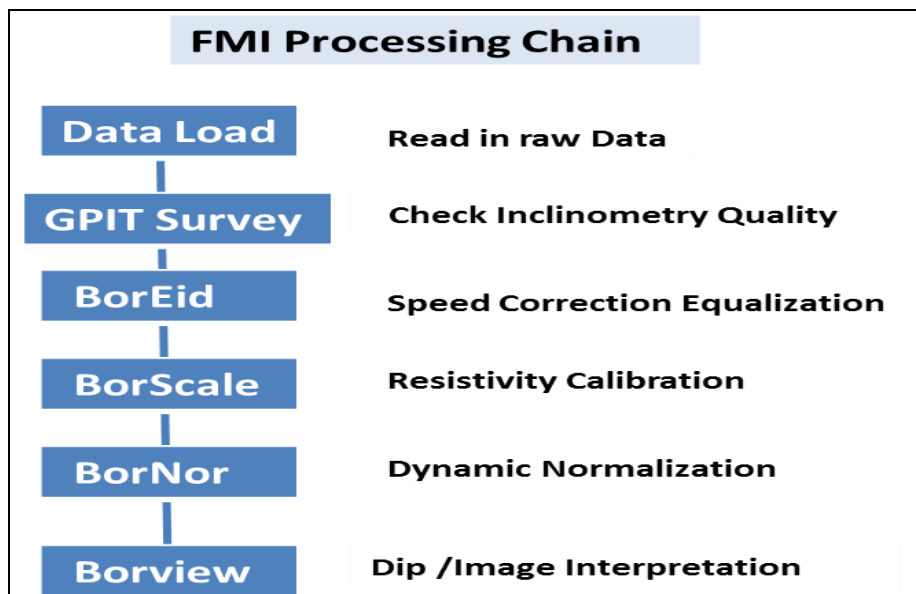 FMI Processing Chain
Data Load
Read in raw Data
GPIT Survey
Check Inclinometry Quality
BorEid
Speed Correction Equalization
BorScale
Resistivity Calibration
BorNor
Dynamic Normalization
Borview
Dip /Image Interpretation